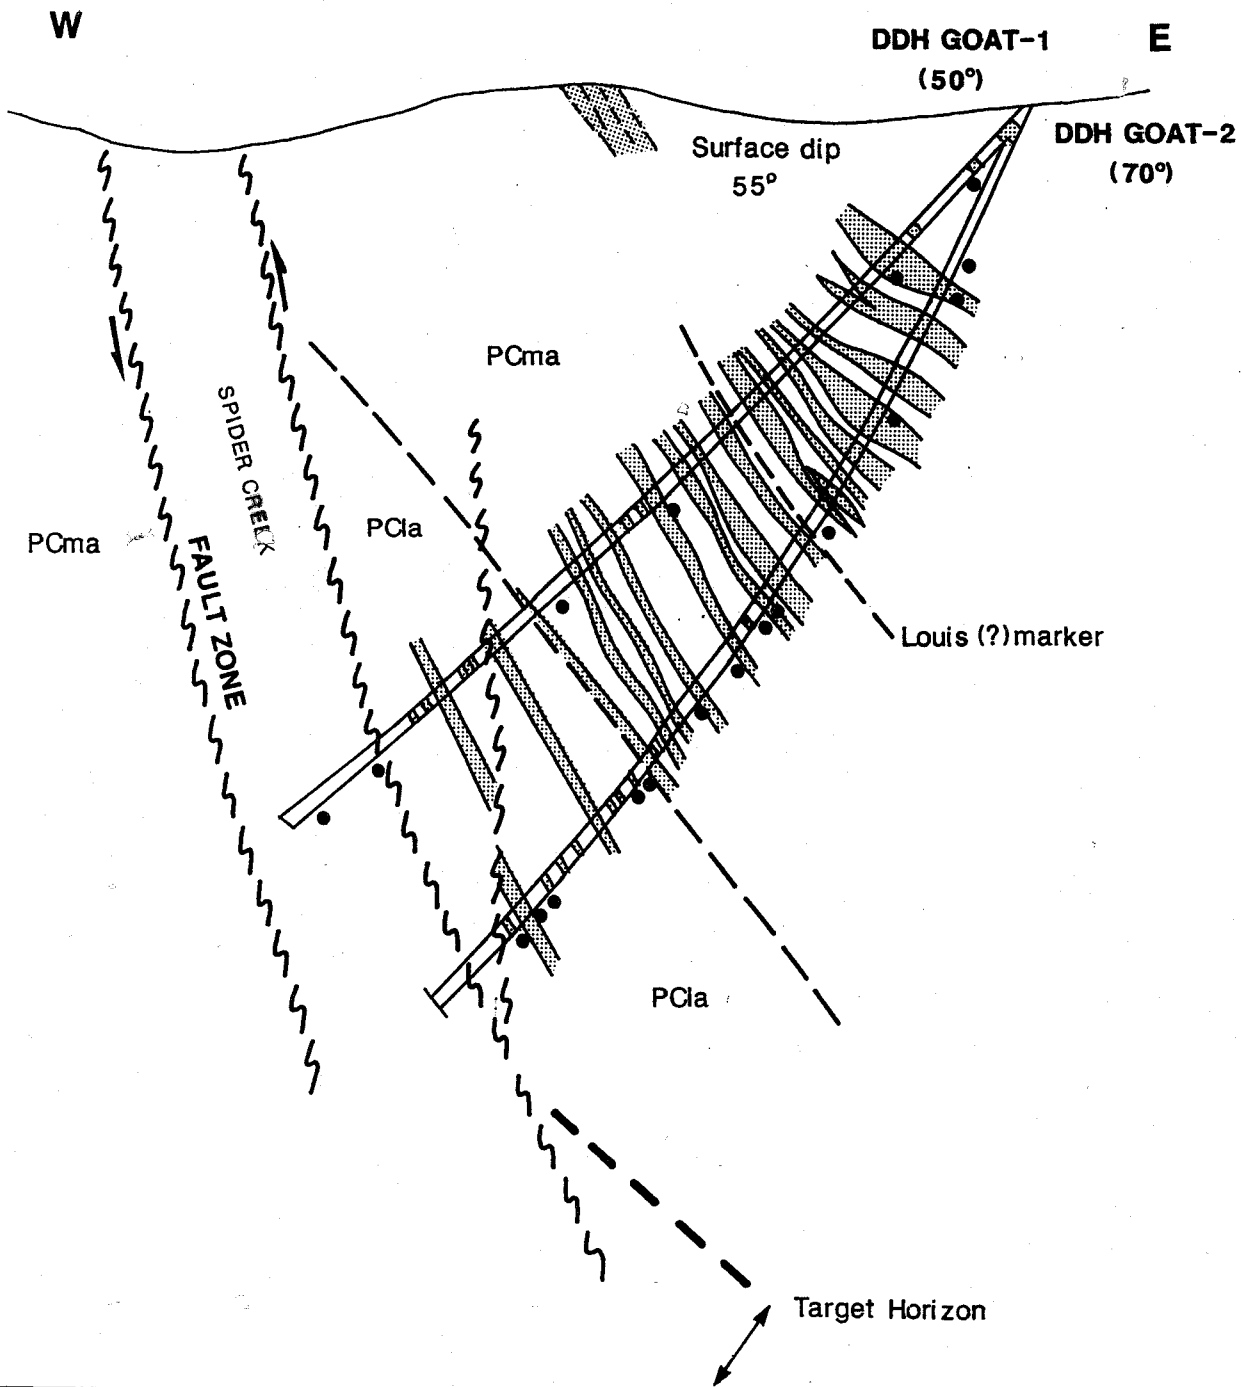 W
DDH GOAT-1
E
(50°)
DDH GOAT-2
(70°)
Surface dip
55°
PCma
SPIDER CREEK
PCla
PCma
FAULT ZONE
Louis (?) marker
PCla
Target Horizon